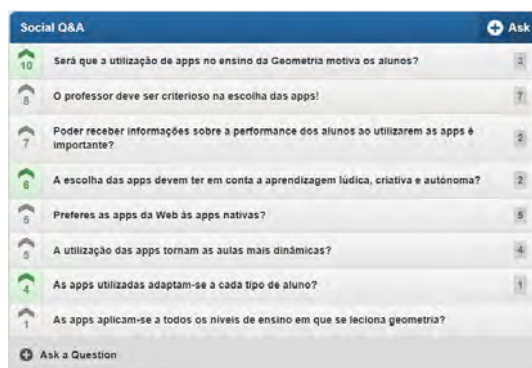 Social Q&A
Ask
10 Será que a utilização de apps no ensino da Geometria motiva os alunos? 3
8 O professor deve ser criterioso na escolha das apps! 7
7 Poder receber informações sobre a performance dos alunos ao utilizarem as apps é
importante? 2
6 A escolha das apps devem ter em conta a aprendizagem lúdica, criativa e autónoma? 2
5 Preferes as apps da Web às apps nativas? 5
5 A utilização das apps tornam as aulas mais dinâmicas? 4
4 As apps utilizadas adaptam-se a cada tipo de aluno? 1
1 As apps aplicam-se a todos os níveis de ensino em que se leciona geometria?
Ask a Question